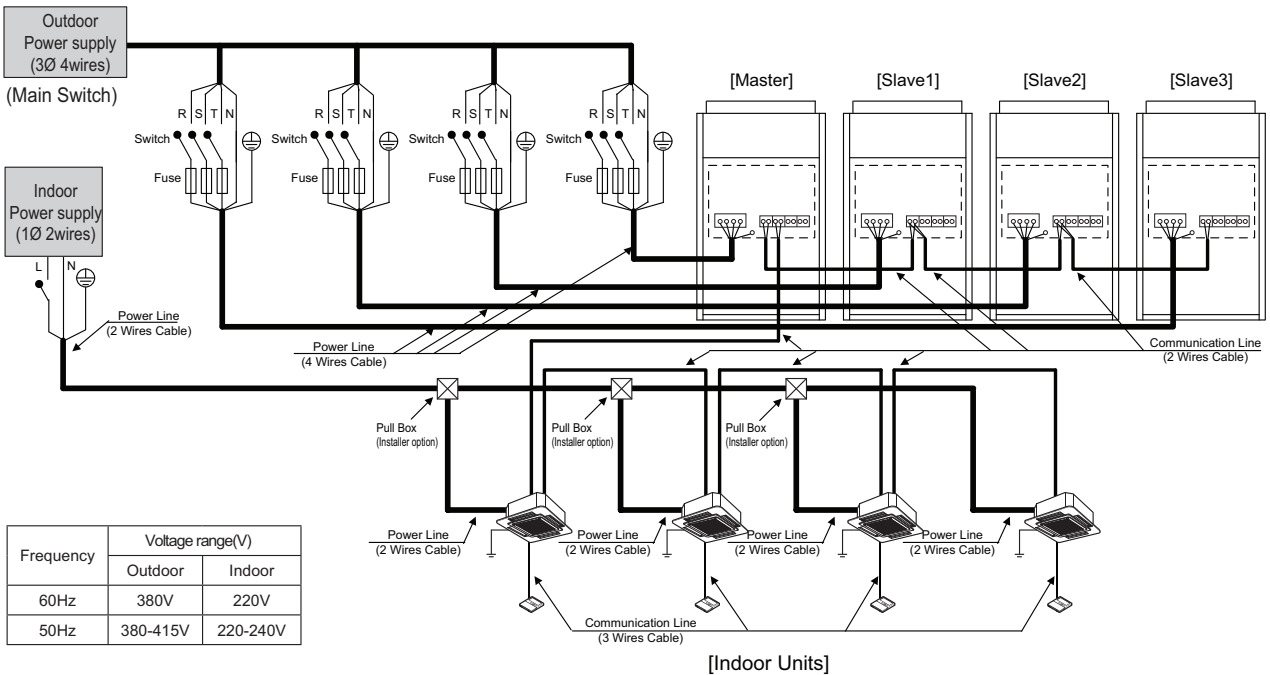 Outdoor
Power supply
(3Ø 4wires)
(Main Switch)
R S T N
Switch
Fuse
R S T N
Switch
Fuse
R S T N
Switch
Fuse
R S T N
Switch
Fuse
[Master]
[Slave1]
[Slave2]
[Slave3]
Indoor
Power supply
(1Ø 2wires)
L N
Power Line
(2 Wires Cable)
Power Line
(4 Wires Cable)
Communication Line
(2 Wires Cable)
Pull Box
(Installer option)
Pull Box
(Installer option)
Pull Box
(Installer option)
Power Line
(2 Wires Cable)
Power Line
(2 Wires Cable)
Power Line
(2 Wires Cable)
Power Line
(2 Wires Cable)
Communication Line
(3 Wires Cable)
[Indoor Units]
Frequency Voltage range(V)
Outdoor Indoor
60Hz 380V 220V
50Hz 380-415V 220-240V